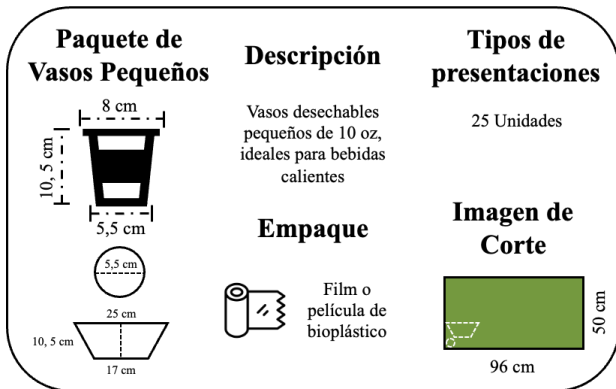 Paquete de
Vasos Pequeños
8 cm
10, 5 cm
5,5 cm
5,5 cm
25 cm
10, 5 cm
17 cm
Descripción
Vasos desechables
pequeños de 10 oz,
ideales para bebidas
calientes
Empaque
Film o
película de
bioplástico
Tipos de
presentaciones
25 Unidades
Imagen de
Corte
50 cm
96 cm